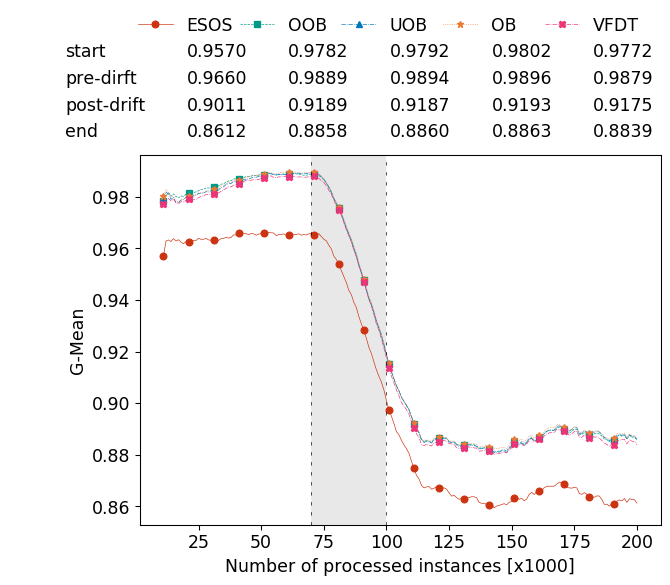 ESOS OOB UOB OB VFDT
start 0.9570 0.9782 0.9792 0.9802 0.9772
pre-dirft 0.9660 0.9889 0.9894 0.9896 0.9879
post-drift 0.9011 0.9189 0.9187 0.9193 0.9175
end 0.8612 0.8858 0.8860 0.8863 0.8839
0.98
0.96
0.94
0.92
0.90
0.88
0.86
G-Mean
25 50 75 100 125 150 175 200
Number of processed instances [x1000]